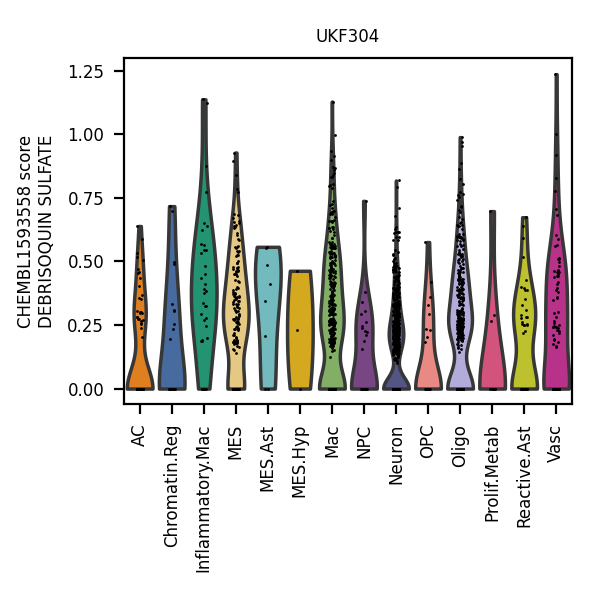 UKF304
CHEMBL1593558 score
DEBRISOQUIN SULFATE
1.25
1.00
0.75
0.50
0.25
0.00
AC
Chromatin.Reg
Inflammatory.Mac
MES
MES.Ast
MES.Hyp
Mac
NPC
Neuron
OPC
Oligo
Prolif.Metab
Reactive.Ast
Vasc